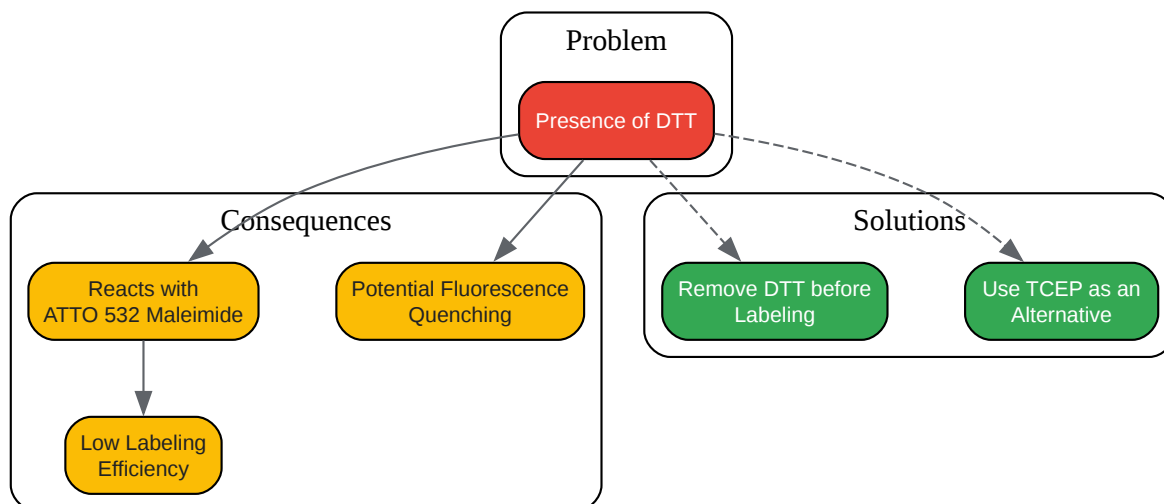 Problem
Presence of DTT
Consequences
Reacts with
ATTO 532 Maleimide
Potential Fluorescence
Quenching
Low Labeling
Efficiency
Solutions
Remove DTT before
Labeling
Use TCEP as an
Alternative